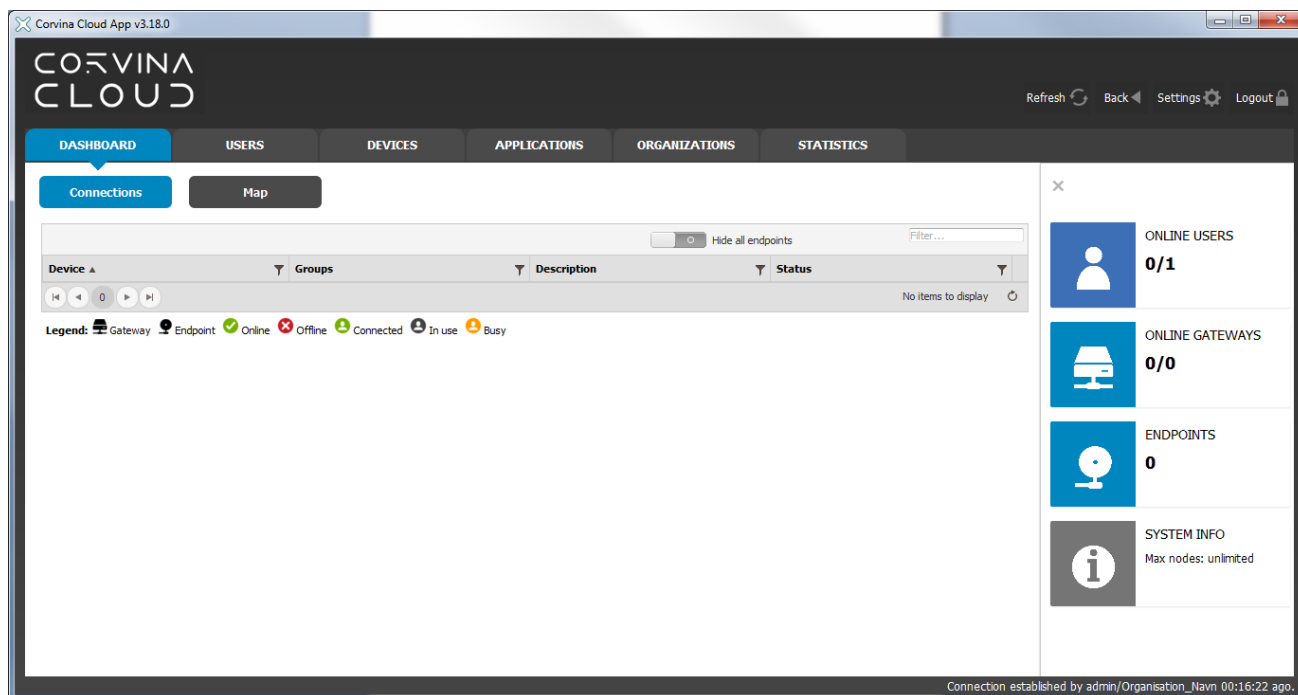 Corvina Cloud App v3.18.0
CORVINA
CLOUD
Refresh Back Settings Logout
DASHBOARD USERS DEVICES APPLICATIONS ORGANIZATIONS STATISTICS
Connections Map
Hide all endpoints Filter...
Device Groups Description Status
0 No items to display
Legend: Gateway Endpoint Online Offline Connected In use Busy
ONLINE USERS
0/1
ONLINE GATEWAYS
0/0
ENDPOINTS
0
SYSTEM INFO
Max nodes: unlimited
Connection established by admin/Organisation_Navn 00:16:22 ago.